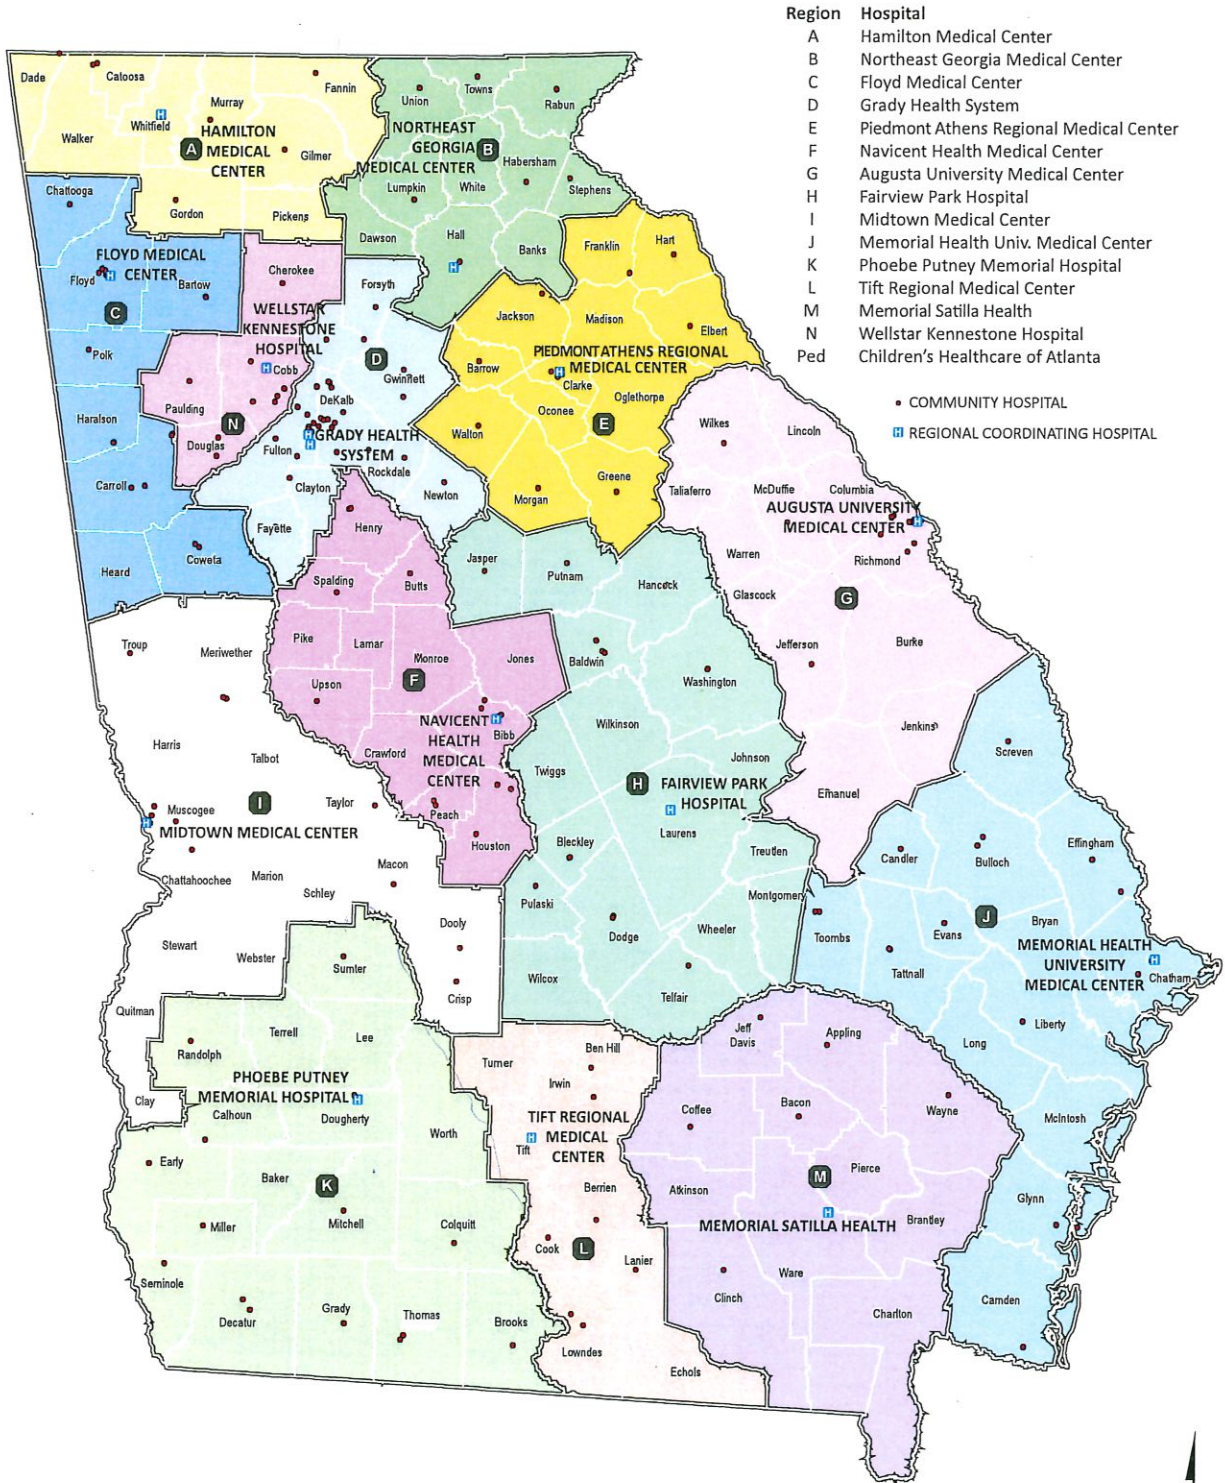 Region Hospital
A Hamilton Medical Center
B Northeast Georgia Medical Center
C Floyd Medical Center
D Grady Health System
E Piedmont Athens Regional Medical Center
F Navicent Health Medical Center
G Augusta University Medical Center
H Fairview Park Hospital
I Midtown Medical Center
J Memorial Health Univ. Medical Center
K Phoebe Putney Memorial Hospital
L Tift Regional Medical Center
M Memorial Satilla Health
N Wellstar Kennestone Hospital
Ped Children's Healthcare of Atlanta
COMMUNITY HOSPITAL
H REGIONAL COORDINATING HOSPITAL
Dade
Catoosa
Fannin
Murray
Whitfield
H
Walker
A
HAMILTON
MEDICAL
CENTER
Gilmer
Gordon
Pickens
Union
Towns
Rabun
NORTHEAST
GEORGIA
MEDICAL CENTER
B
Habersham
Lumpkin
White
Stephens
Dawson
Hall
Banks
H
Chattooga
FLOYD MEDICAL
CENTER
Floyd
H
Bartow
C
Polk
Haralson
Carroll
Heard
Coweta
Cherokee
WELLSTAR
KENNESTONE
HOSPITAL
H
Cobb
Paulding
N
Douglas
Forsyth
D
Gwinnett
DeKalb
H
H
GRADY HEALTH
SYSTEM
Fulton
Rockdale
Clayton
Newton
Fayette
Franklin
Hart
Jackson
Madison
Elbert
PIEDMONT ATHENS REGIONAL
MEDICAL CENTER
Barrow
H
Clarke
Oglethorpe
Oconee
E
Walton
Greene
Morgan
Wilkes
Lincoln
Taliaferro
McDuffie
Columbia
AUGUSTA UNIVERSITY
MEDICAL CENTER
H
Warren
Richmond
Glascock
G
Jefferson
Burke
Jenkins
Emanuel
Henry
Spalding
Butts
Pike
Lamar
Monroe
Jones
Upson
F
NAVICENT
HEALTH
MEDICAL
CENTER
H
Bibb
Crawford
Peach
Houston
Jasper
Putnam
Hancock
Baldwin
Washington
Wilkinson
Johnson
Twiggs
H
FAIRVIEW PARK
HOSPITAL
H
Laurens
Bleckley
Treutlen
Montgomery
Pulaski
Dodge
Wheeler
Wilcox
Telfair
Troup
Meriwether
Harris
Talbot
Muscogee
I
Taylor
H
MIDTOWN MEDICAL CENTER
Macon
Chattahoochee
Marion
Schley
Dooly
Stewart
Webster
Crisp
Quitman
Clay
Screven
Candler
Bulloch
Effingham
Toombs
Evans
J
Bryan
MEMORIAL HEALTH
UNIVERSITY
MEDICAL CENTER
H
Chatham
Tattnall
Liberty
Long
McIntosh
Glynn
Camden
Sumter
Terrell
Lee
Randolph
PHOEBE PUTNEY
MEMORIAL HOSPITAL
H
Calhoun
Dougherty
Worth
Early
Baker
K
Miller
Mitchell
Colquitt
Seminole
Decatur
Grady
Thomas
Brooks
Turner
Ben Hill
Irwin
TIFT REGIONAL
MEDICAL
CENTER
Tift
H
Berrien
Cook
L
Lanier
Lowndes
Echols
Jeff
Davis
Appling
Coffee
Bacon
Wayne
M
Pierce
Atkinson
H
MEMORIAL SATILLA HEALTH
Brantley
Ware
Clinch
Charlton